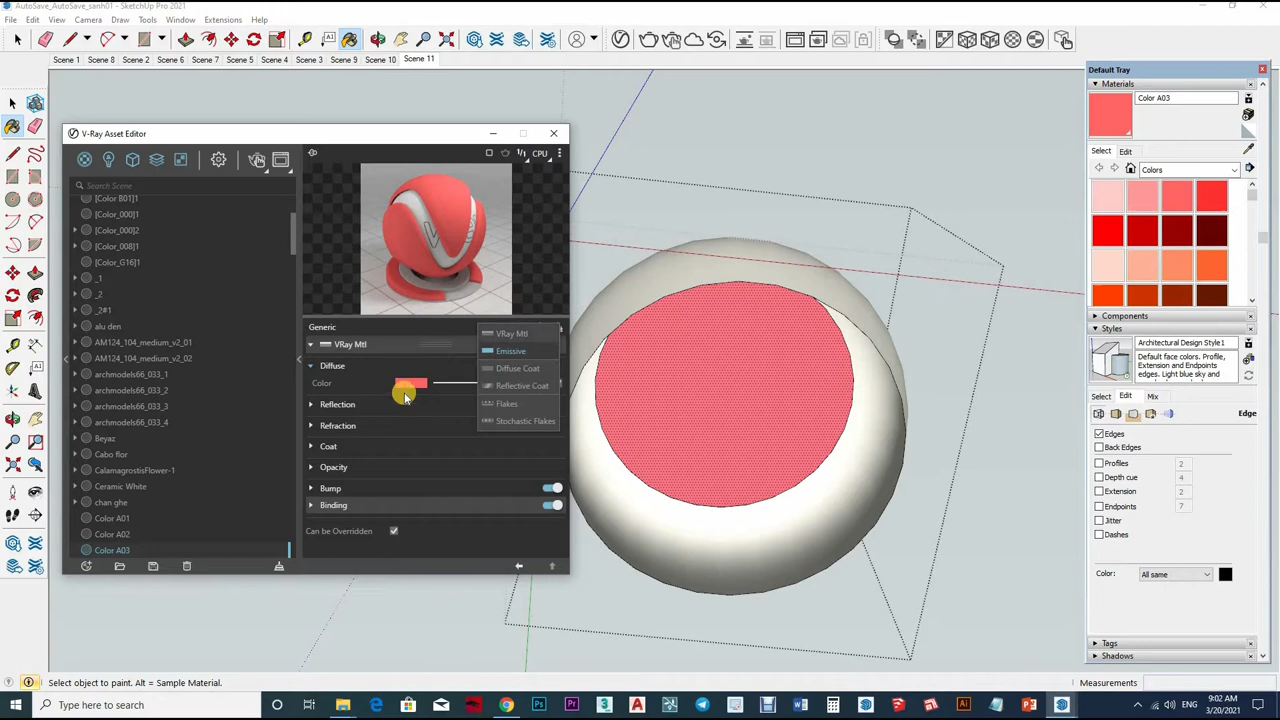 AutoSave_AutoSave_sanh01 - SketchUp Pro 2021
File Edit View Camera Draw Tools Window Extensions Help
Scene 1 Scene 8 Scene 2 Scene 6 Scene 7 Scene 5 Scene 4 Scene 3 Scene 9 Scene 10 Scene 11
V-Ray Asset Editor
Search Scene
[Color B01]1
[Color_000]1
[Color_000]2
[Color_008]1
[Color_G16]1
_1
_2
_2#1
alu den
AM124_104_medium_v2_01
AM124_104_medium_v2_02
archmodels66_033_1
archmodels66_033_2
archmodels66_033_3
archmodels66_033_4
Beyaz
Cabo flor
CalamagrostisFlower-1
Ceramic White
chan ghe
Color A01
Color A02
Color A03
1/1 CPU
Generic
VRay Mtl
Diffuse
Color
Reflection
Refraction
Coat
Opacity
Bump
Binding
Can be Overridden
VRay Mtl
Emissive
Diffuse Coat
Reflective Coat
Flakes
Stochastic Flakes
Default Tray
Materials
Color A03
Select Edit
Colors
Components
Styles
Architectural Design Style1
Default face colors. Profile,
Extension and Endpoints
edges. Light blue sky and
Select Edit Mix
Edge
Edges
Back Edges
Profiles 2
Depth cue 4
Extension 2
Endpoints 7
Jitter
Dashes
Color: All same
Tags
Shadows
Select object to paint. Alt = Sample Material.
Measurements
Type here to search
9:02 AM
3/20/2021